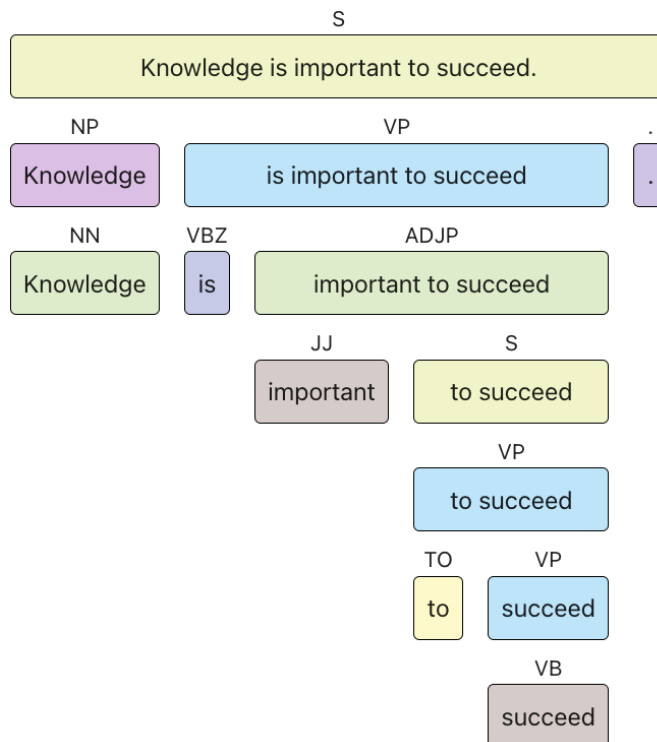 S
Knowledge is important to succeed.
NP VP .
Knowledge is important to succeed .
NN VBZ ADJP
Knowledge is important to succeed
JJ S
important to succeed
VP
to succeed
TO VP
to succeed
VB
succeed